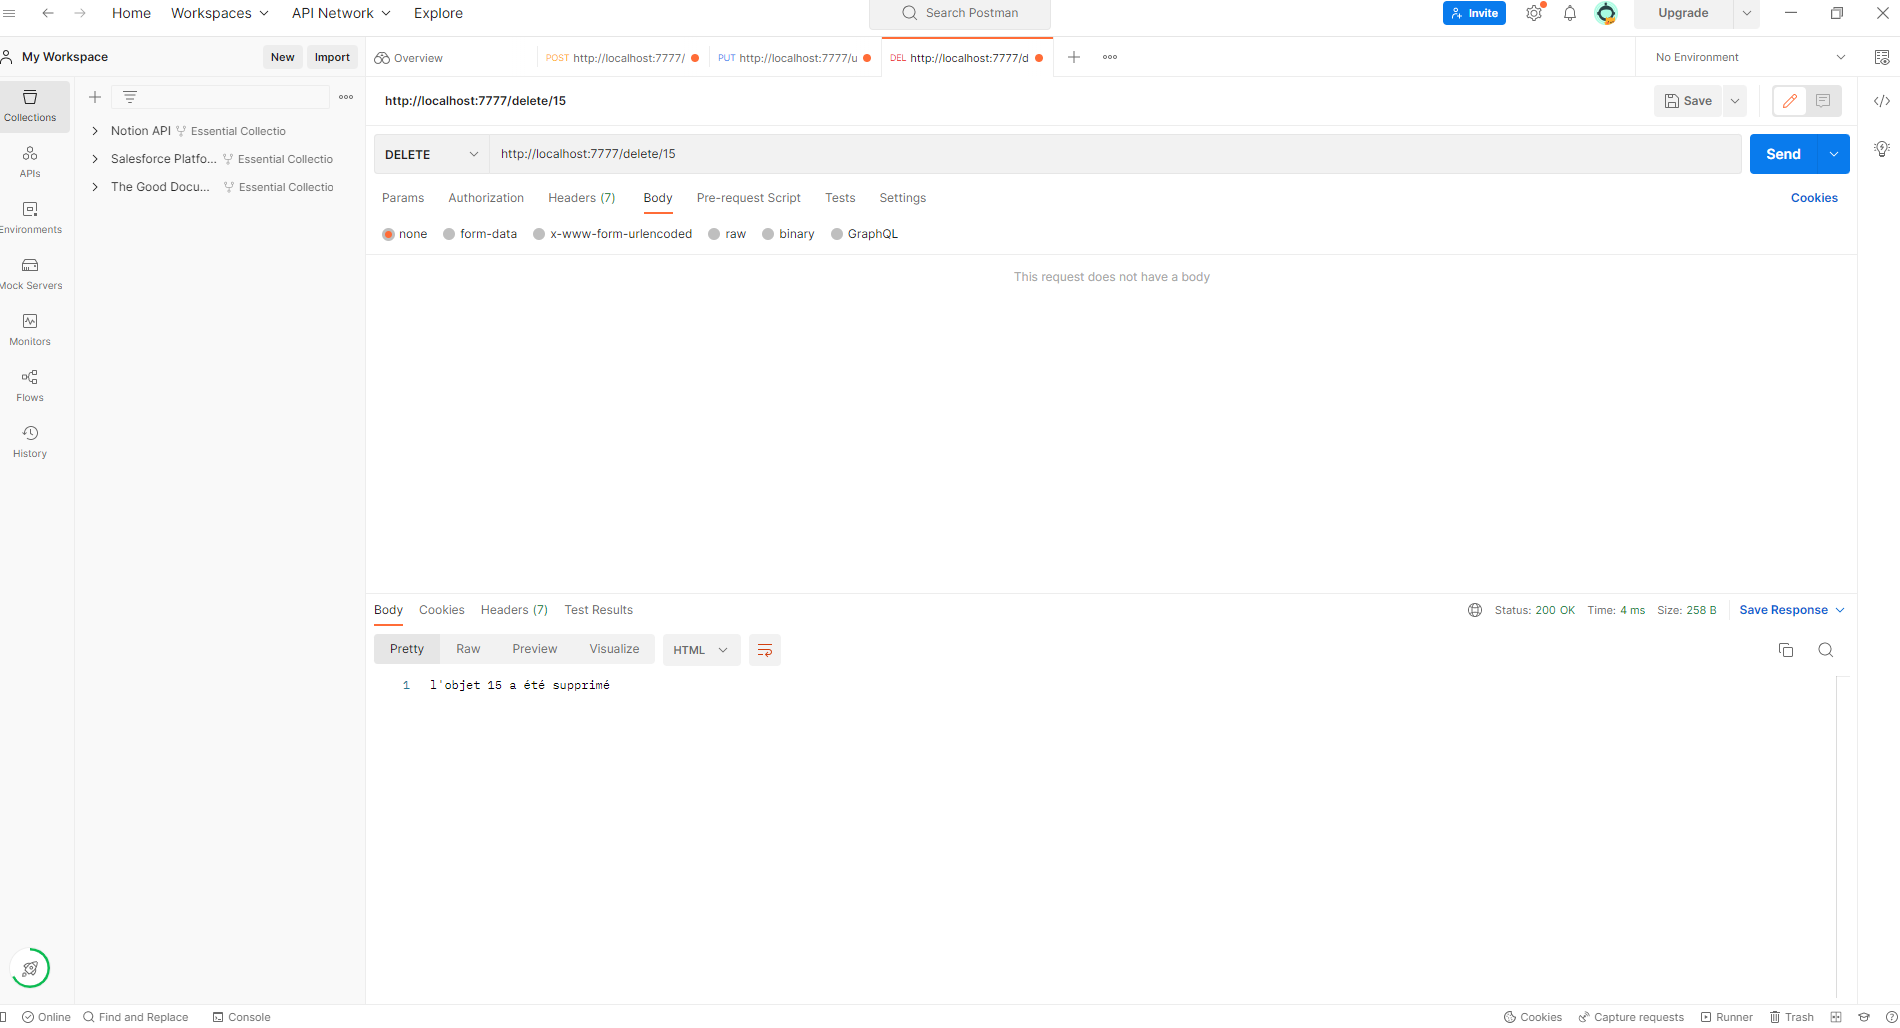 Home Workspaces API Network Explore Search Postman Invite Upgrade
My Workspace New Import Overview POST http://localhost:7777/ PUT http://localhost:7777/u DEL http://localhost:7777/d No Environment
http://localhost:7777/delete/15 Save
Collections
Notion API Essential Collectio
Salesforce Platfo... Essential Collectio
The Good Docu... Essential Collectio
DELETE http://localhost:7777/delete/15 Send
APIs
Params Authorization Headers (7) Body Pre-request Script Tests Settings Cookies
Environments
none form-data x-www-form-urlencoded raw binary GraphQL
This request does not have a body
Mock Servers
Monitors
Flows
History
Body Cookies Headers (7) Test Results Status: 200 OK Time: 4 ms Size: 258 B Save Response
Pretty Raw Preview Visualize HTML
1 l'objet 15 a été supprimé
Online Find and Replace Console Cookies Capture requests Runner Trash